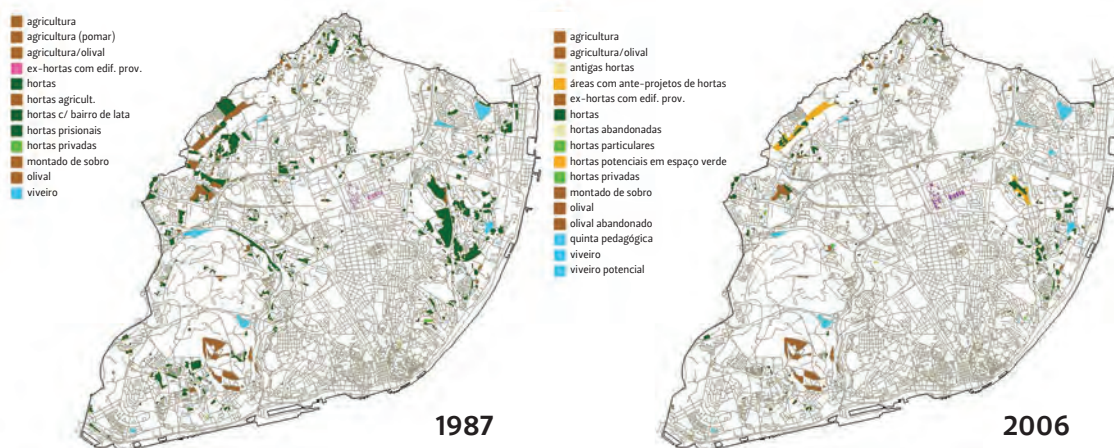 agricultura
agricultura (pomar)
agricultura/olival
ex-hortas com edif. prov.
hortas
hortas agricult.
hortas c/ bairro de lata
hortas prisionais
hortas privadas
montado de sobro
olival
viveiro
1987
agricultura
agricultura/olival
antigas hortas
áreas com ante-projetos de hortas
ex-hortas com edif. prov.
hortas
hortas abandonadas
hortas particulares
hortas potenciais em espaço verde
hortas privadas
montado de sobro
olival
olival abandonado
quinta pedagógica
viveiro
viveiro potencial
2006